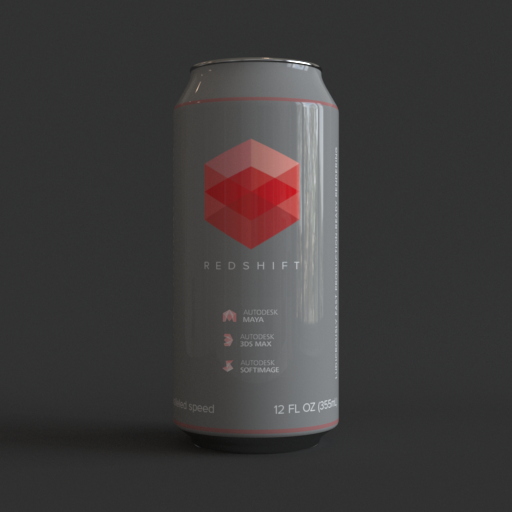 REDSHIFT
AUTODESK
MAYA
AUTODESK
3DS MAX
AUTODESK
SOFTIMAGE
speed
12 FL OZ (355mL